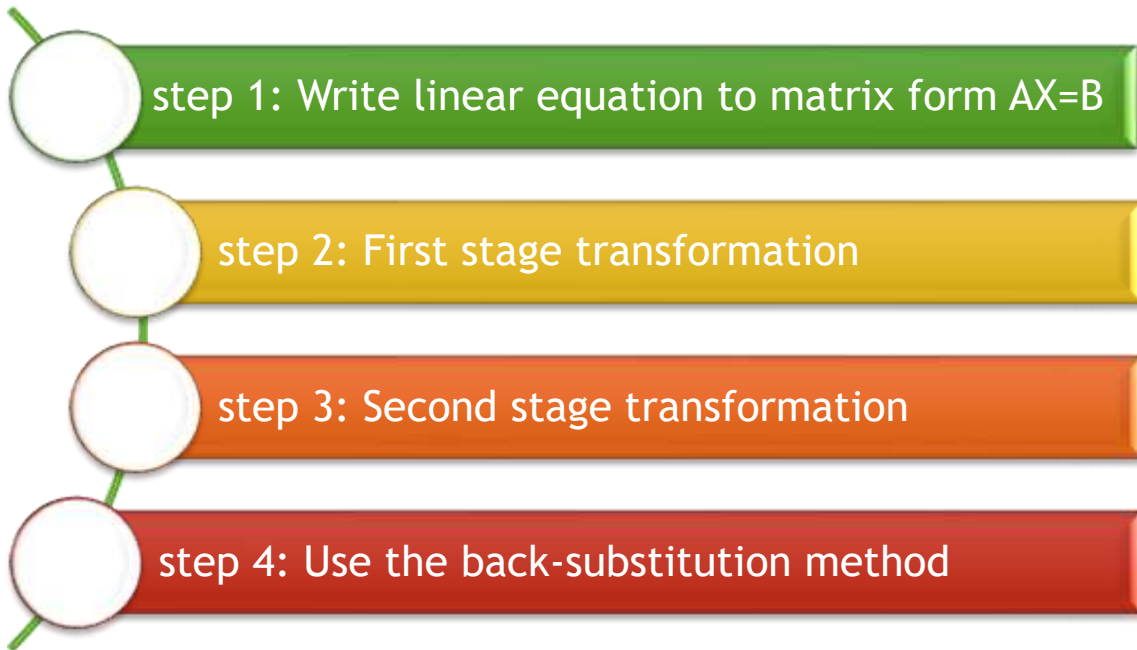 step 1: Write linear equation to matrix form AX=B
step 2: First stage transformation
step 3: Second stage transformation
step 4: Use the back-substitution method